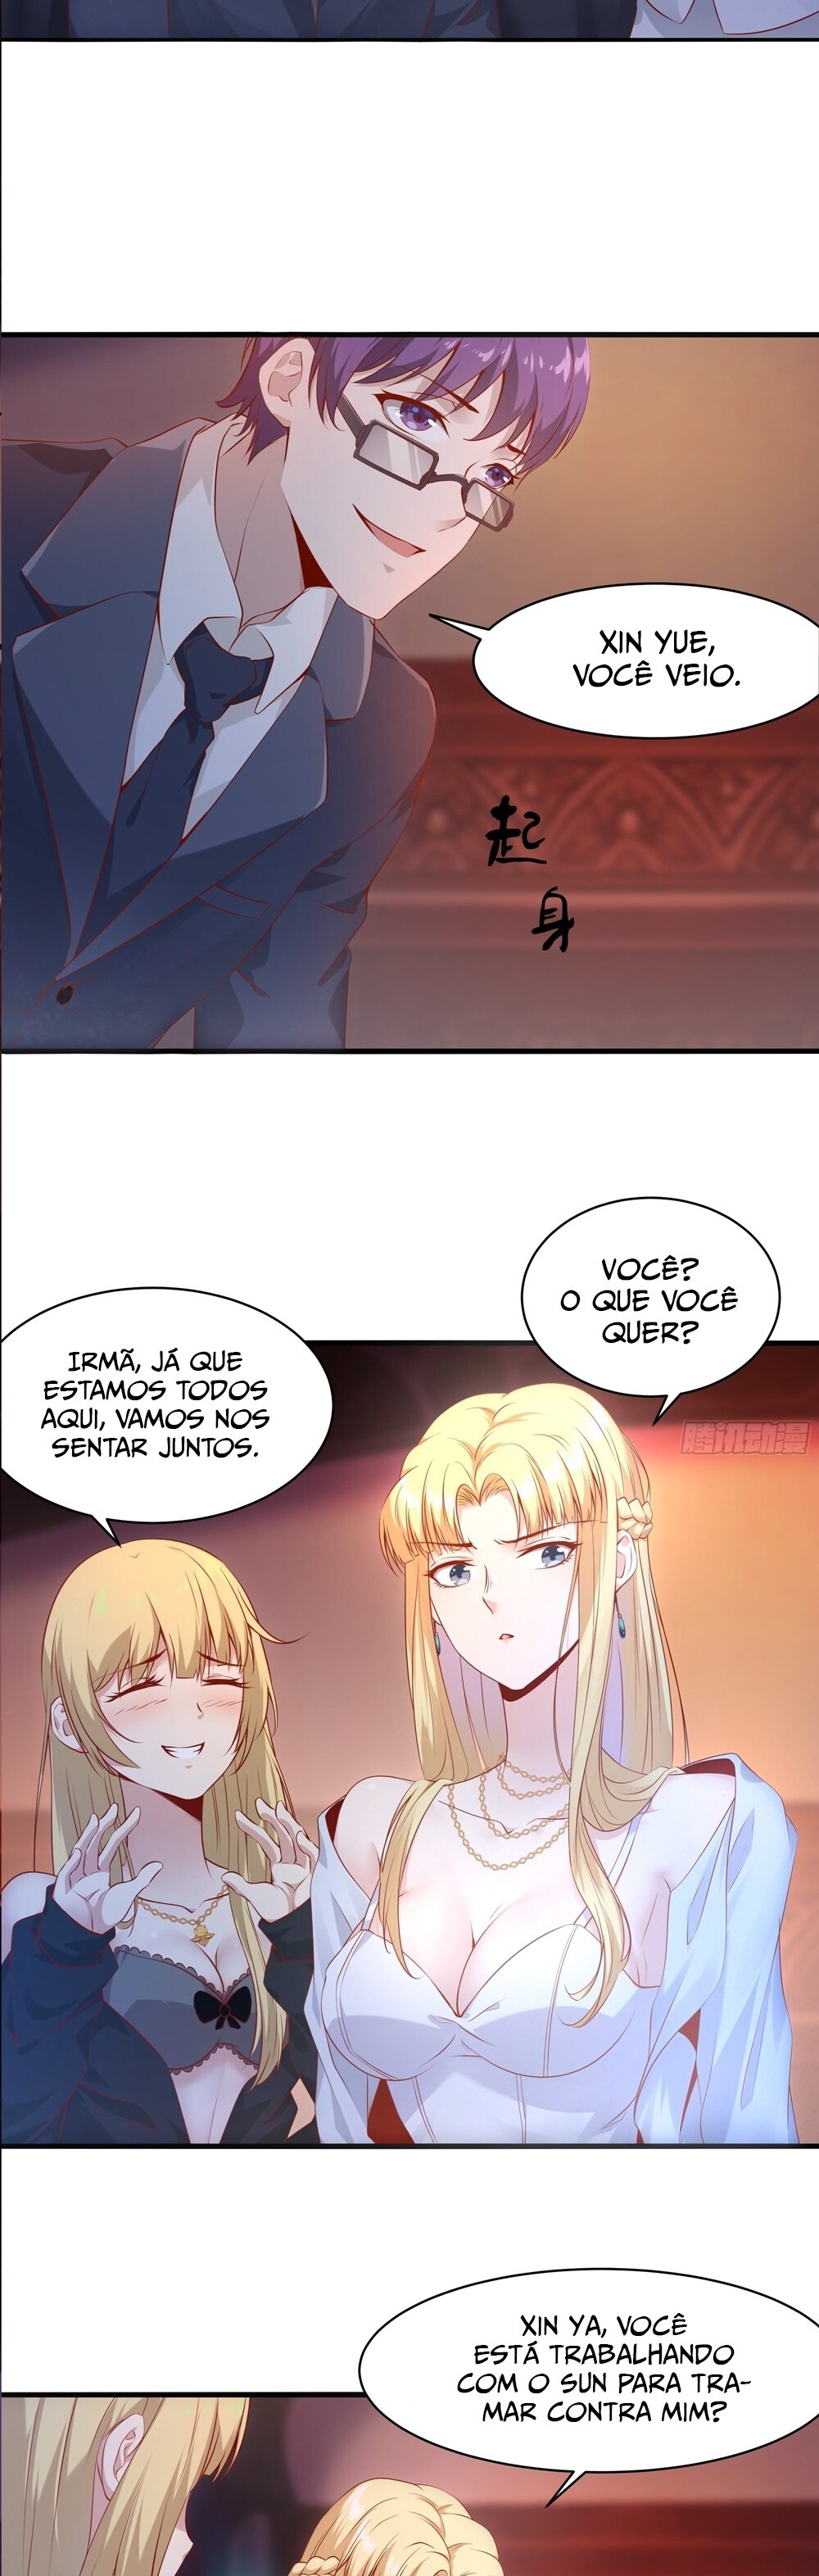 XIN YUE,
VOCÊ VEIO.
起
身
VOCÊ?
O QUE VOCÊ
QUER?
IRMÃ, JÁ QUE
ESTAMOS TODOS
AQUI, VAMOS NOS
SENTAR JUNTOS.
腾讯动漫
XIN YA, VOCÊ
ESTÁ TRABALHANDO
COM O SUN PARA TRA-
MAR CONTRA MIM?